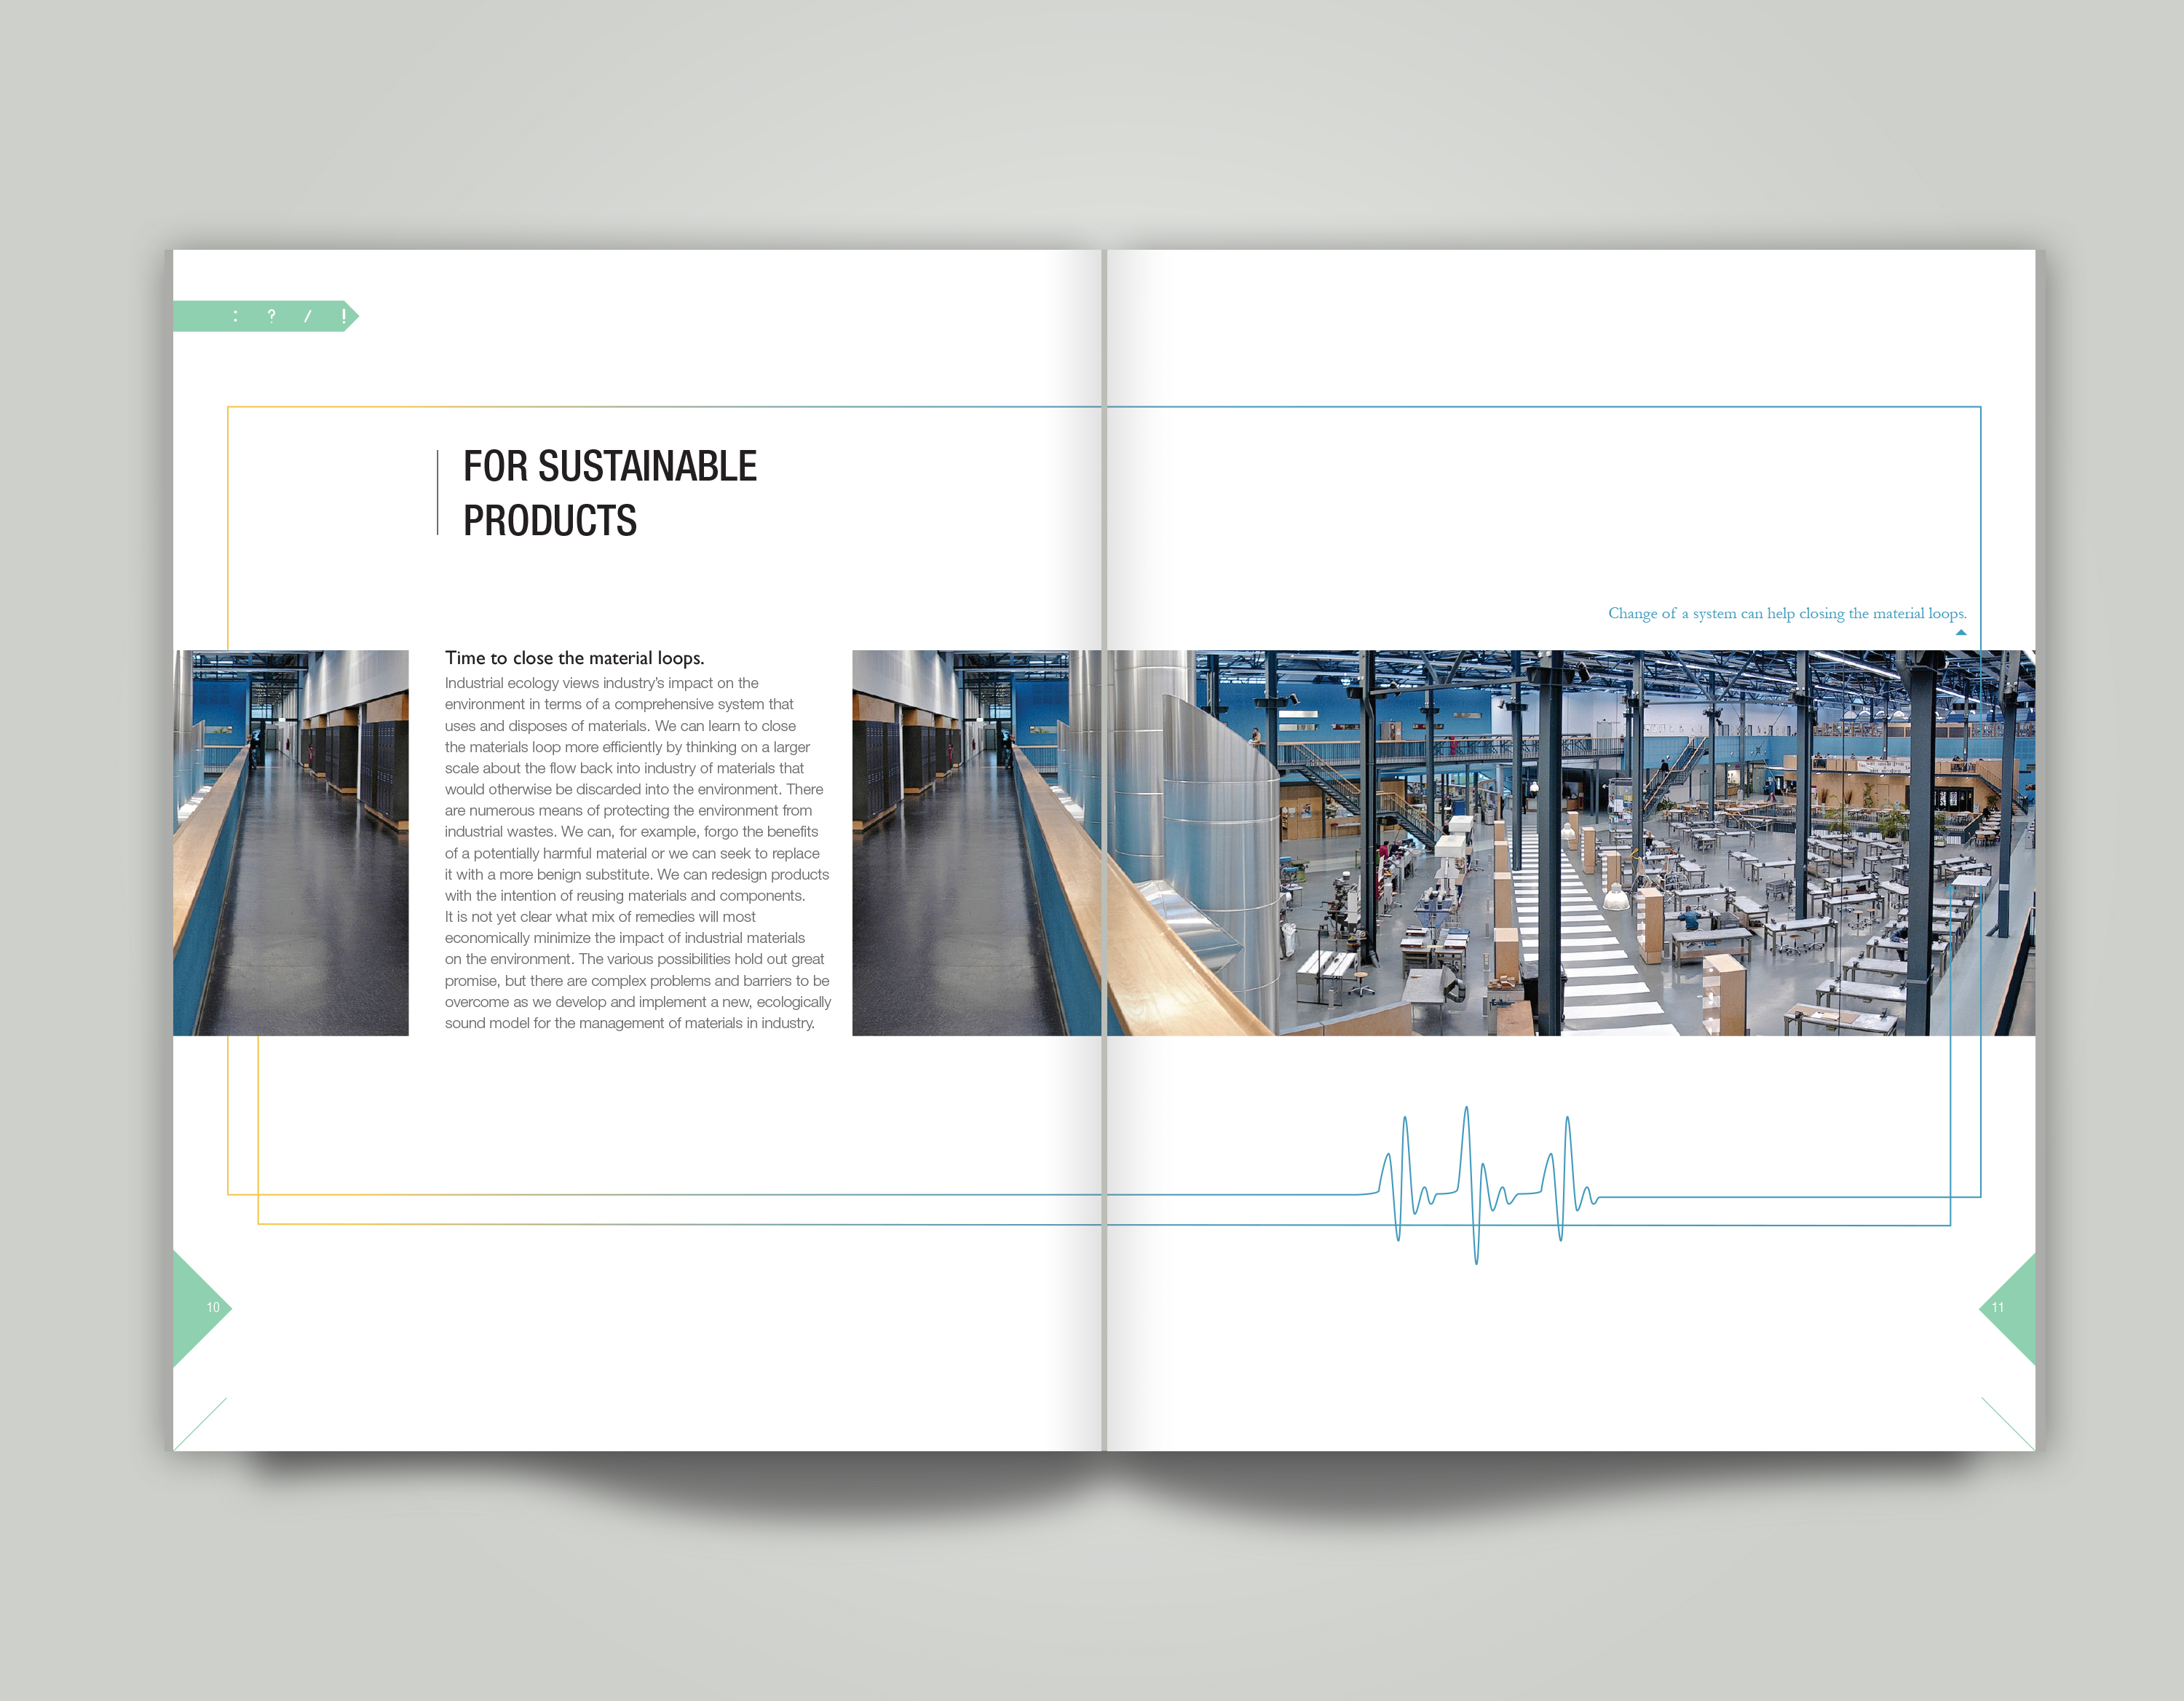 : ? / !
FOR SUSTAINABLE
PRODUCTS
Change of a system can help closing the material loops.
Time to close the material loops.
Industrial ecology views industry's impact on the
environment in terms of a comprehensive system that
uses and disposes of materials. We can learn to close
the materials loop more efficiently by thinking on a larger
scale about the flow back into industry of materials that
would otherwise be discarded into the environment. There
are numerous means of protecting the environment from
industrial wastes. We can, for example, forgo the benefits
of a potentially harmful material or we can seek to replace
it with a more benign substitute. We can redesign products
with the intention of reusing materials and components.
It is not yet clear what mix of remedies will most
economically minimize the impact of industrial materials
on the environment. The various possibilities hold out great
promise, but there are complex problems and barriers to be
overcome as we develop and implement a new, ecologically
sound model for the management of materials in industry.
10
11